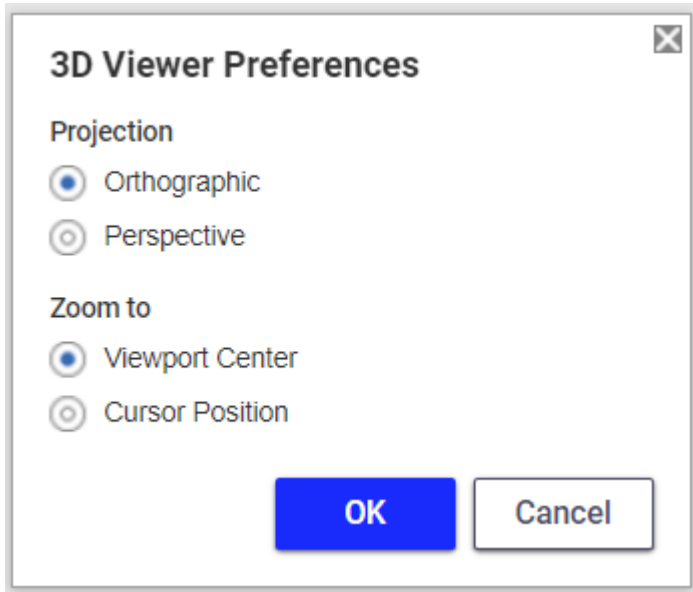 3D Viewer Preferences
Projection
Orthographic
Perspective
Zoom to
Viewport Center
Cursor Position
OK Cancel